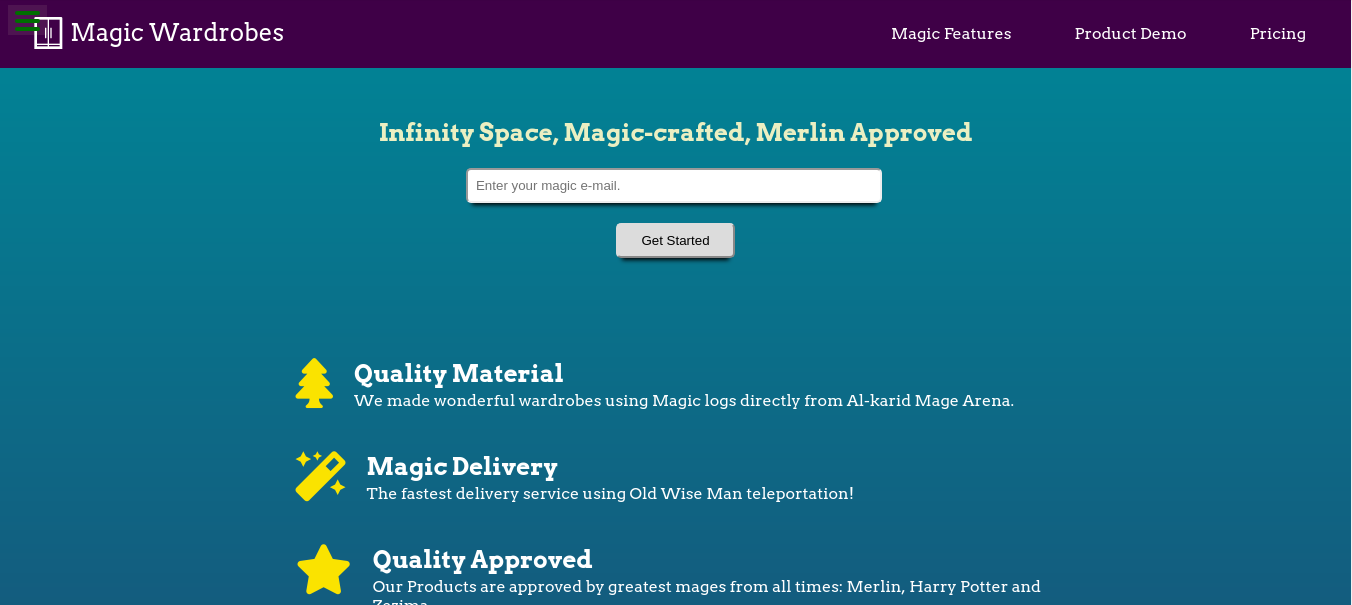 Magic Wardrobes
Magic Features
Product Demo
Pricing
Infinity Space, Magic-crafted, Merlin Approved
Enter your magic e-mail.
Get Started
Quality Material
We made wonderful wardrobes using Magic logs directly from Al-karid Mage Arena.
Magic Delivery
The fastest delivery service using Old Wise Man teleportation!
Quality Approved
Our Products are approved by greatest mages from all times: Merlin, Harry Potter and